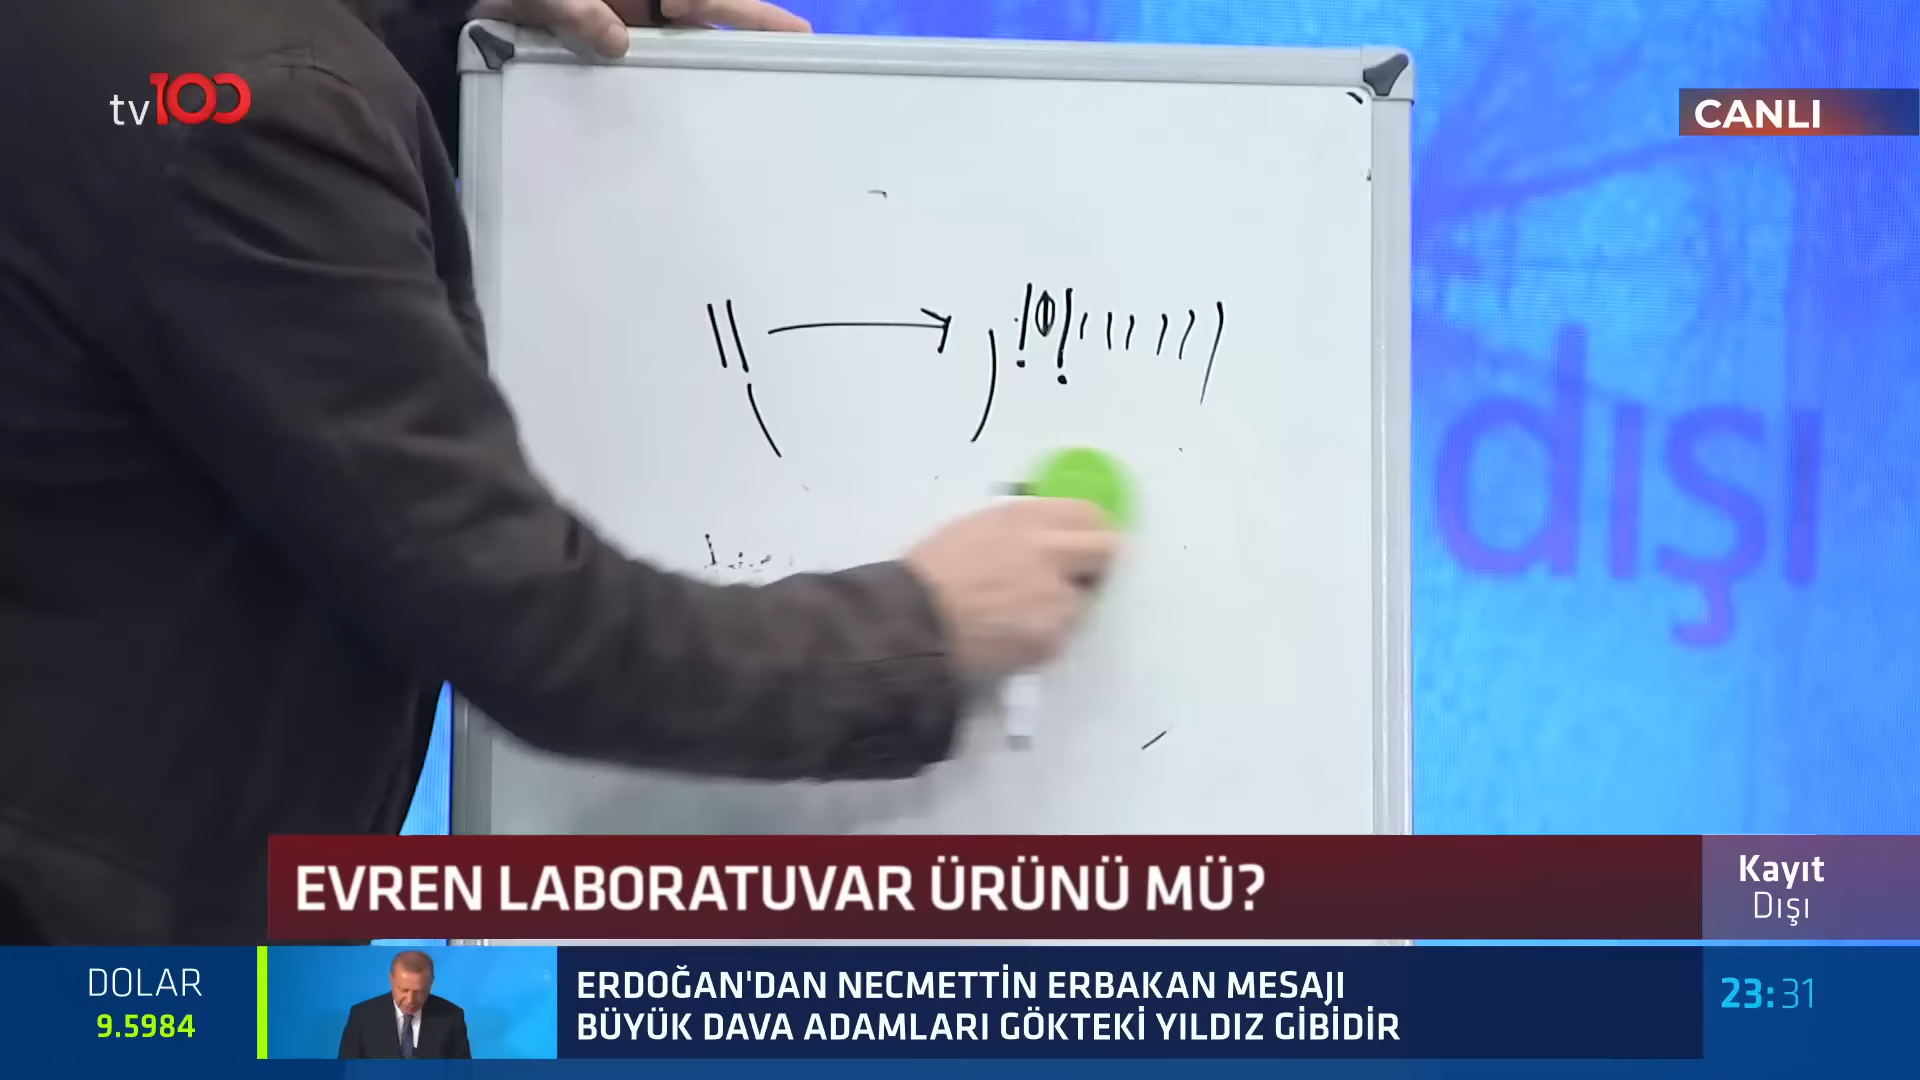 tv100
CANLI
dışı
EVREN LABORATUVAR ÜRÜNÜ MÜ?
Kayıt
Dışı
DOLAR
9.5984
ERDOĞAN'DAN NECMETTİN ERBAKAN MESAJI
BÜYÜK DAVA ADAMLARI GÖKTEKİ YILDIZ GİBİDİR
23:31